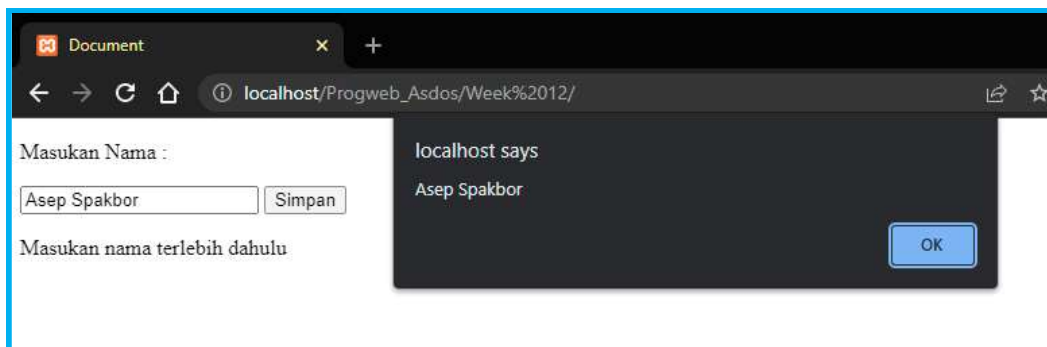 Document
localhost/Progweb_Asdos/Week%2012/
Masukan Nama :
Asep Spakbor
Simpan
Masukan nama terlebih dahulu
localhost says
Asep Spakbor
OK